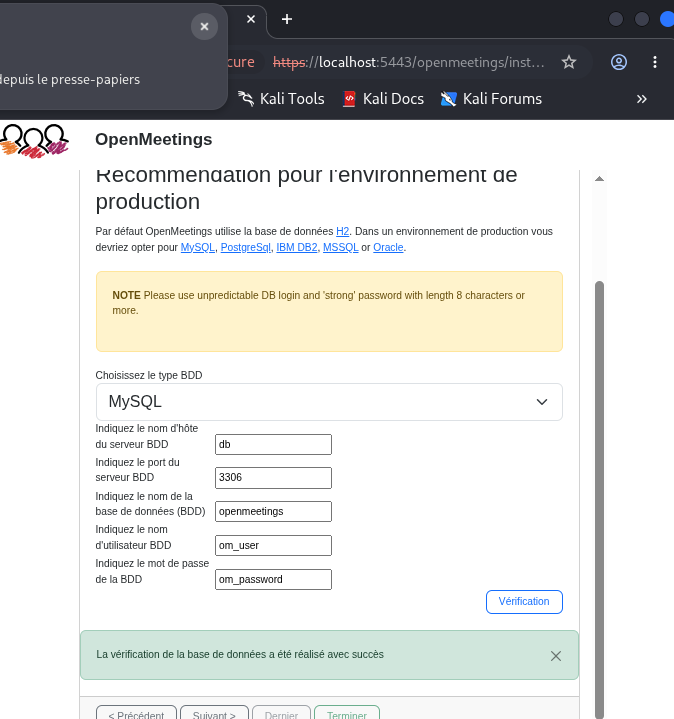 cure
https://localhost:5443/openmeetings/inst…
depuis le presse-papiers
Kali Tools
Kali Docs
Kali Forums
OpenMeetings
Recommendation pour l'environnement de
production
Par défaut OpenMeetings utilise la base de données H2. Dans un environnement de production vous
devriez opter pour MySQL, PostgreSql, IBM DB2, MSSQL or Oracle.
NOTE Please use unpredictable DB login and 'strong' password with length 8 characters or
more.
Choisissez le type BDD
MySQL
Indiquez le nom d'hôte
du serveur BDD
db
Indiquez le port du
serveur BDD
3306
Indiquez le nom de la
base de données (BDD)
openmeetings
Indiquez le nom
d'utilisateur BDD
om_user
Indiquez le mot de passe
de la BDD
om_password
Vérification
La vérification de la base de données a été réalisé avec succès
< Précédent
Suivant >
Dernier
Terminer